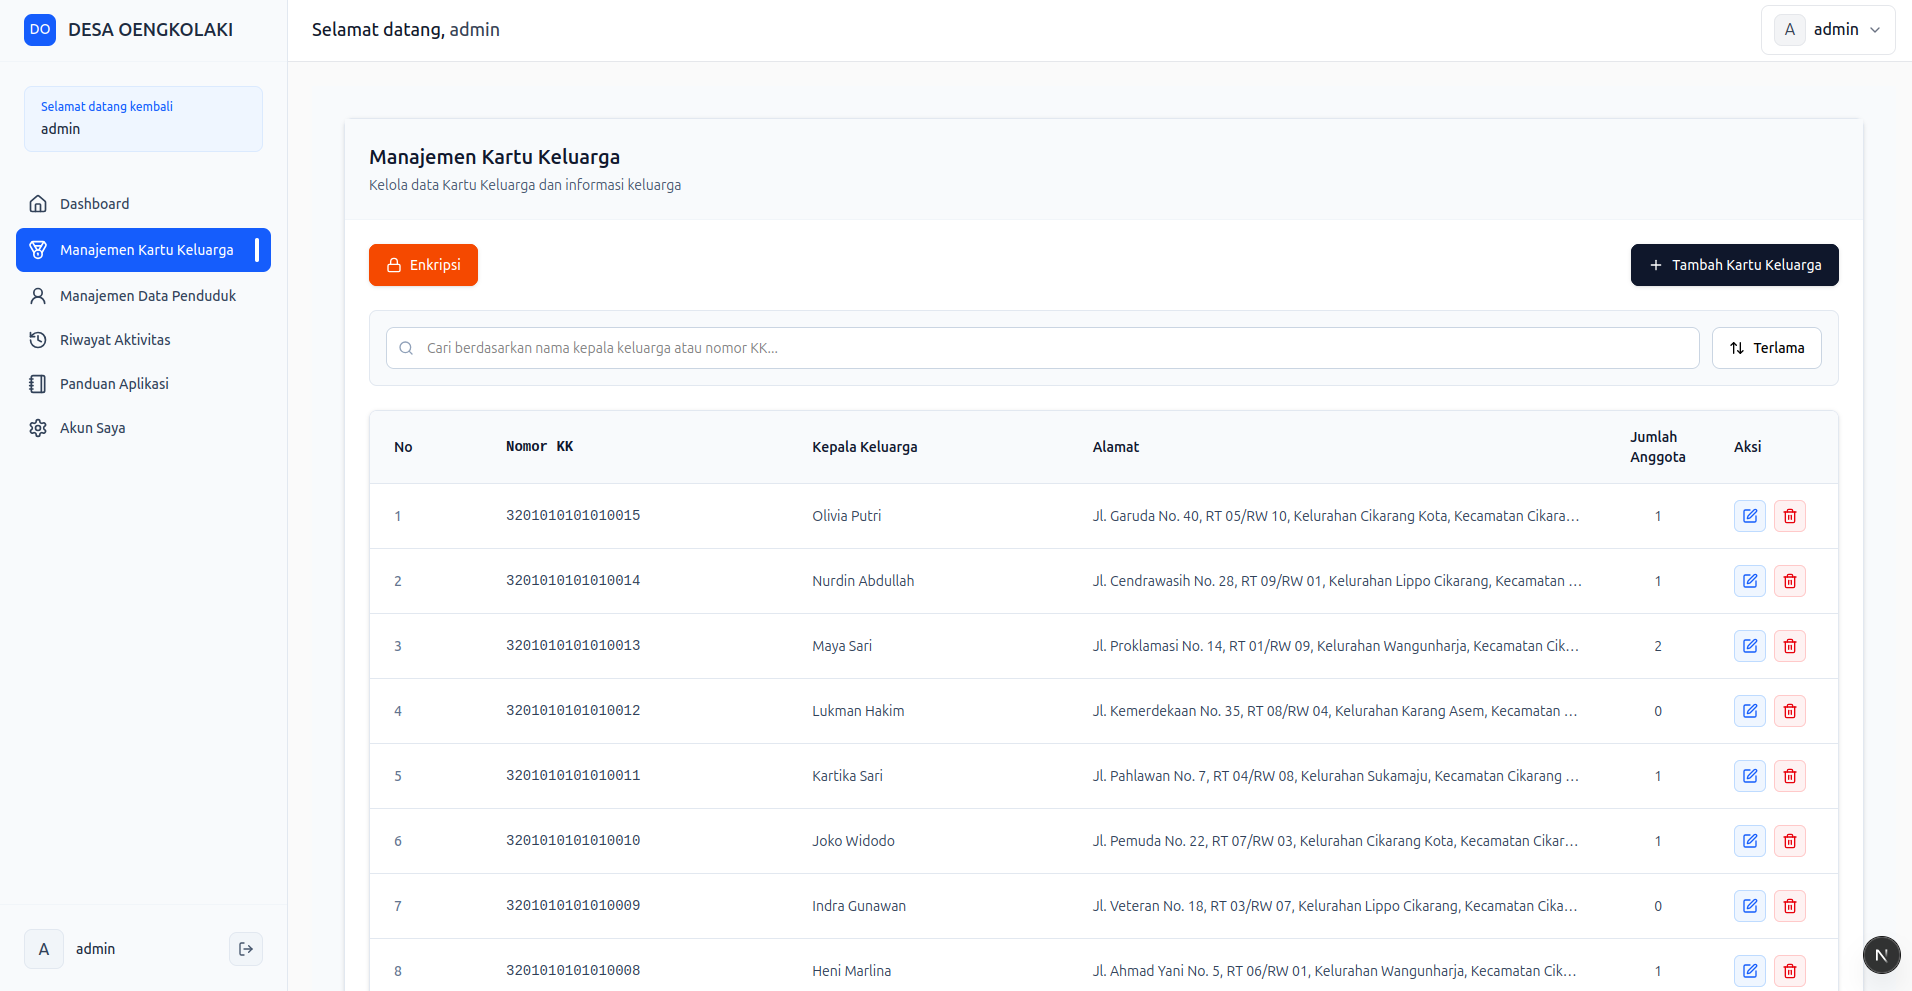 DO DESA OENGKOLAKI
Selamat datang, admin
A admin
Selamat datang kembali
admin
Dashboard
Manajemen Kartu Keluarga
Manajemen Data Penduduk
Riwayat Aktivitas
Panduan Aplikasi
Akun Saya
A admin
Manajemen Kartu Keluarga
Kelola data Kartu Keluarga dan informasi keluarga
Enkripsi
+ Tambah Kartu Keluarga
Cari berdasarkan nama kepala keluarga atau nomor KK...
Terlama
No Nomor KK Kepala Keluarga Alamat Jumlah Anggota Aksi
1 3201010101010015 Olivia Putri Jl. Garuda No. 40, RT 05/RW 10, Kelurahan Cikarang Kota, Kecamatan Cikara... 1
2 3201010101010014 Nurdin Abdullah Jl. Cendrawasih No. 28, RT 09/RW 01, Kelurahan Lippo Cikarang, Kecamatan ... 1
3 3201010101010013 Maya Sari Jl. Proklamasi No. 14, RT 01/RW 09, Kelurahan Wangunharja, Kecamatan Cik... 2
4 3201010101010012 Lukman Hakim Jl. Kemerdekaan No. 35, RT 08/RW 04, Kelurahan Karang Asem, Kecamatan ... 0
5 3201010101010011 Kartika Sari Jl. Pahlawan No. 7, RT 04/RW 08, Kelurahan Sukamaju, Kecamatan Cikarang ... 1
6 3201010101010010 Joko Widodo Jl. Pemuda No. 22, RT 07/RW 03, Kelurahan Cikarang Kota, Kecamatan Cikar... 1
7 3201010101010009 Indra Gunawan Jl. Veteran No. 18, RT 03/RW 07, Kelurahan Lippo Cikarang, Kecamatan Cika... 0
8 3201010101010008 Heni Marlina Jl. Ahmad Yani No. 5, RT 06/RW 01, Kelurahan Wangunharja, Kecamatan Cik... 1
N